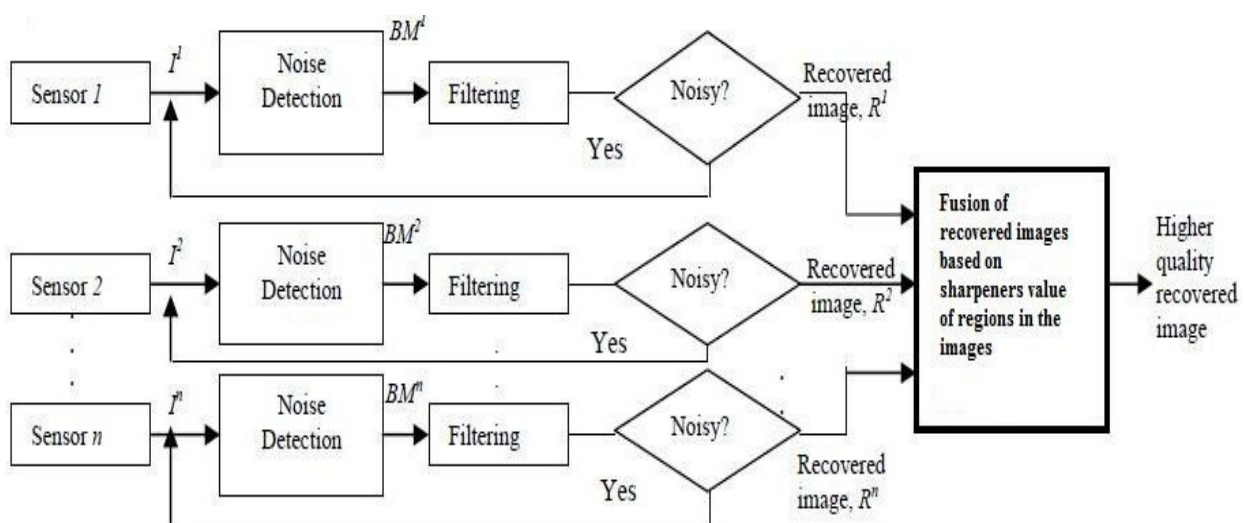 Sensor 1
I¹
Noise
Detection
BM¹
Filtering
Noisy?
Yes
Recovered
image, R¹
Sensor 2
I²
Noise
Detection
BM²
Filtering
Noisy?
Yes
Recovered
image, R²
Sensor n
Iⁿ
Noise
Detection
BMⁿ
Filtering
Noisy?
Yes
Recovered
image, Rⁿ
Fusion of
recovered images
based on
sharpeners value
of regions in the
images
Higher
quality
recovered
image